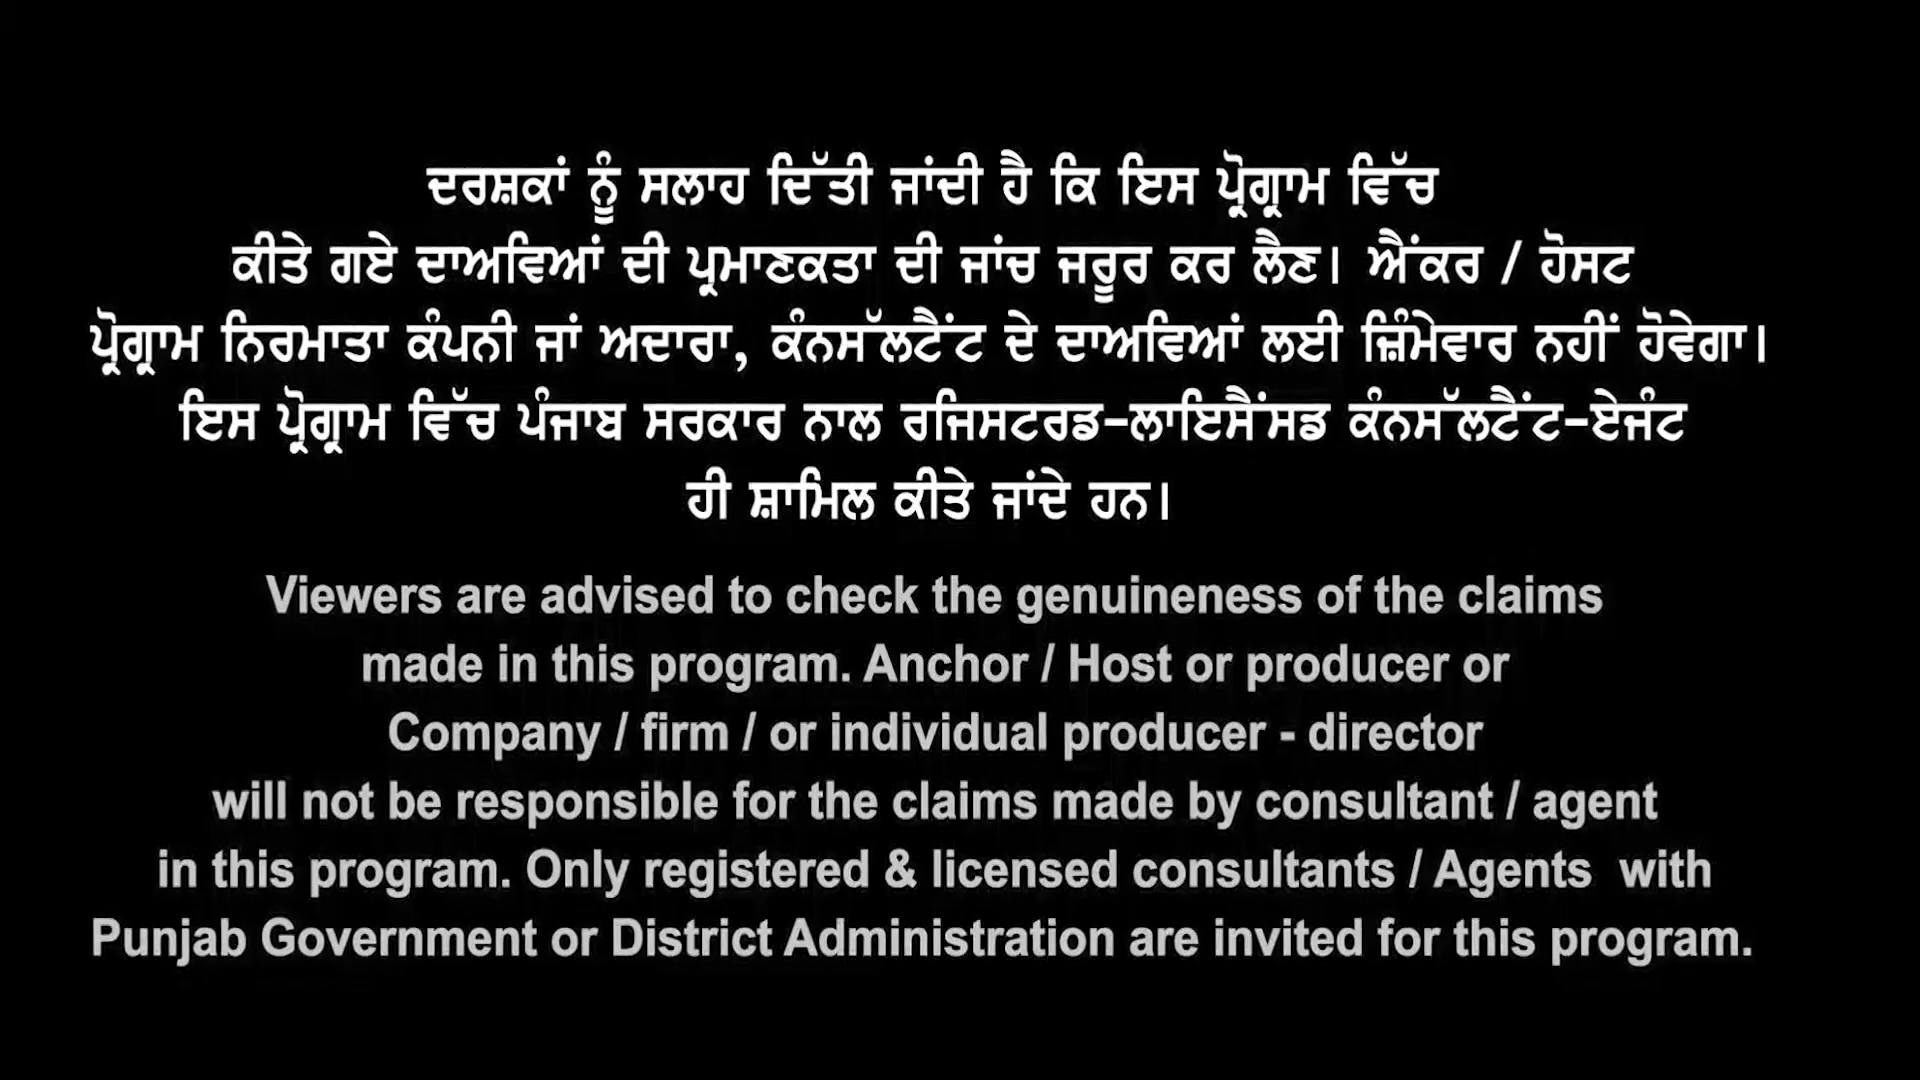 ਦਰਸ਼ਕਾਂ ਨੂੰ ਸਲਾਹ ਦਿੱਤੀ ਜਾਂਦੀ ਹੈ ਕਿ ਇਸ ਪ੍ਰੋਗ੍ਰਾਮ ਵਿੱਚ
ਕੀਤੇ ਗਏ ਦਾਅਵਿਆਂ ਦੀ ਪ੍ਰਮਾਣਕਤਾ ਦੀ ਜਾਂਚ ਜਰੂਰ ਕਰ ਲੈਣ। ਐਂਕਰ / ਹੋਸਟ
ਪ੍ਰੋਗ੍ਰਾਮ ਨਿਰਮਾਤਾ ਕੰਪਨੀ ਜਾਂ ਅਦਾਰਾ, ਕੰਨਸੱਲਟੈਂਟ ਦੇ ਦਾਅਵਿਆਂ ਲਈ ਜ਼ਿੰਮੇਵਾਰ ਨਹੀਂ ਹੋਵੇਗਾ।
ਇਸ ਪ੍ਰੋਗ੍ਰਾਮ ਵਿੱਚ ਪੰਜਾਬ ਸਰਕਾਰ ਨਾਲ ਰਜਿਸਟਰਡ-ਲਾਇਸੈਂਸਡ ਕੰਨਸੱਲਟੈਂਟ-ਏਜੰਟ
ਹੀ ਸ਼ਾਮਿਲ ਕੀਤੇ ਜਾਂਦੇ ਹਨ।
Viewers are advised to check the genuineness of the claims
made in this program. Anchor / Host or producer or
Company / firm / or individual producer - director
will not be responsible for the claims made by consultant / agent
in this program. Only registered & licensed consultants / Agents  with
Punjab Government or District Administration are invited for this program.